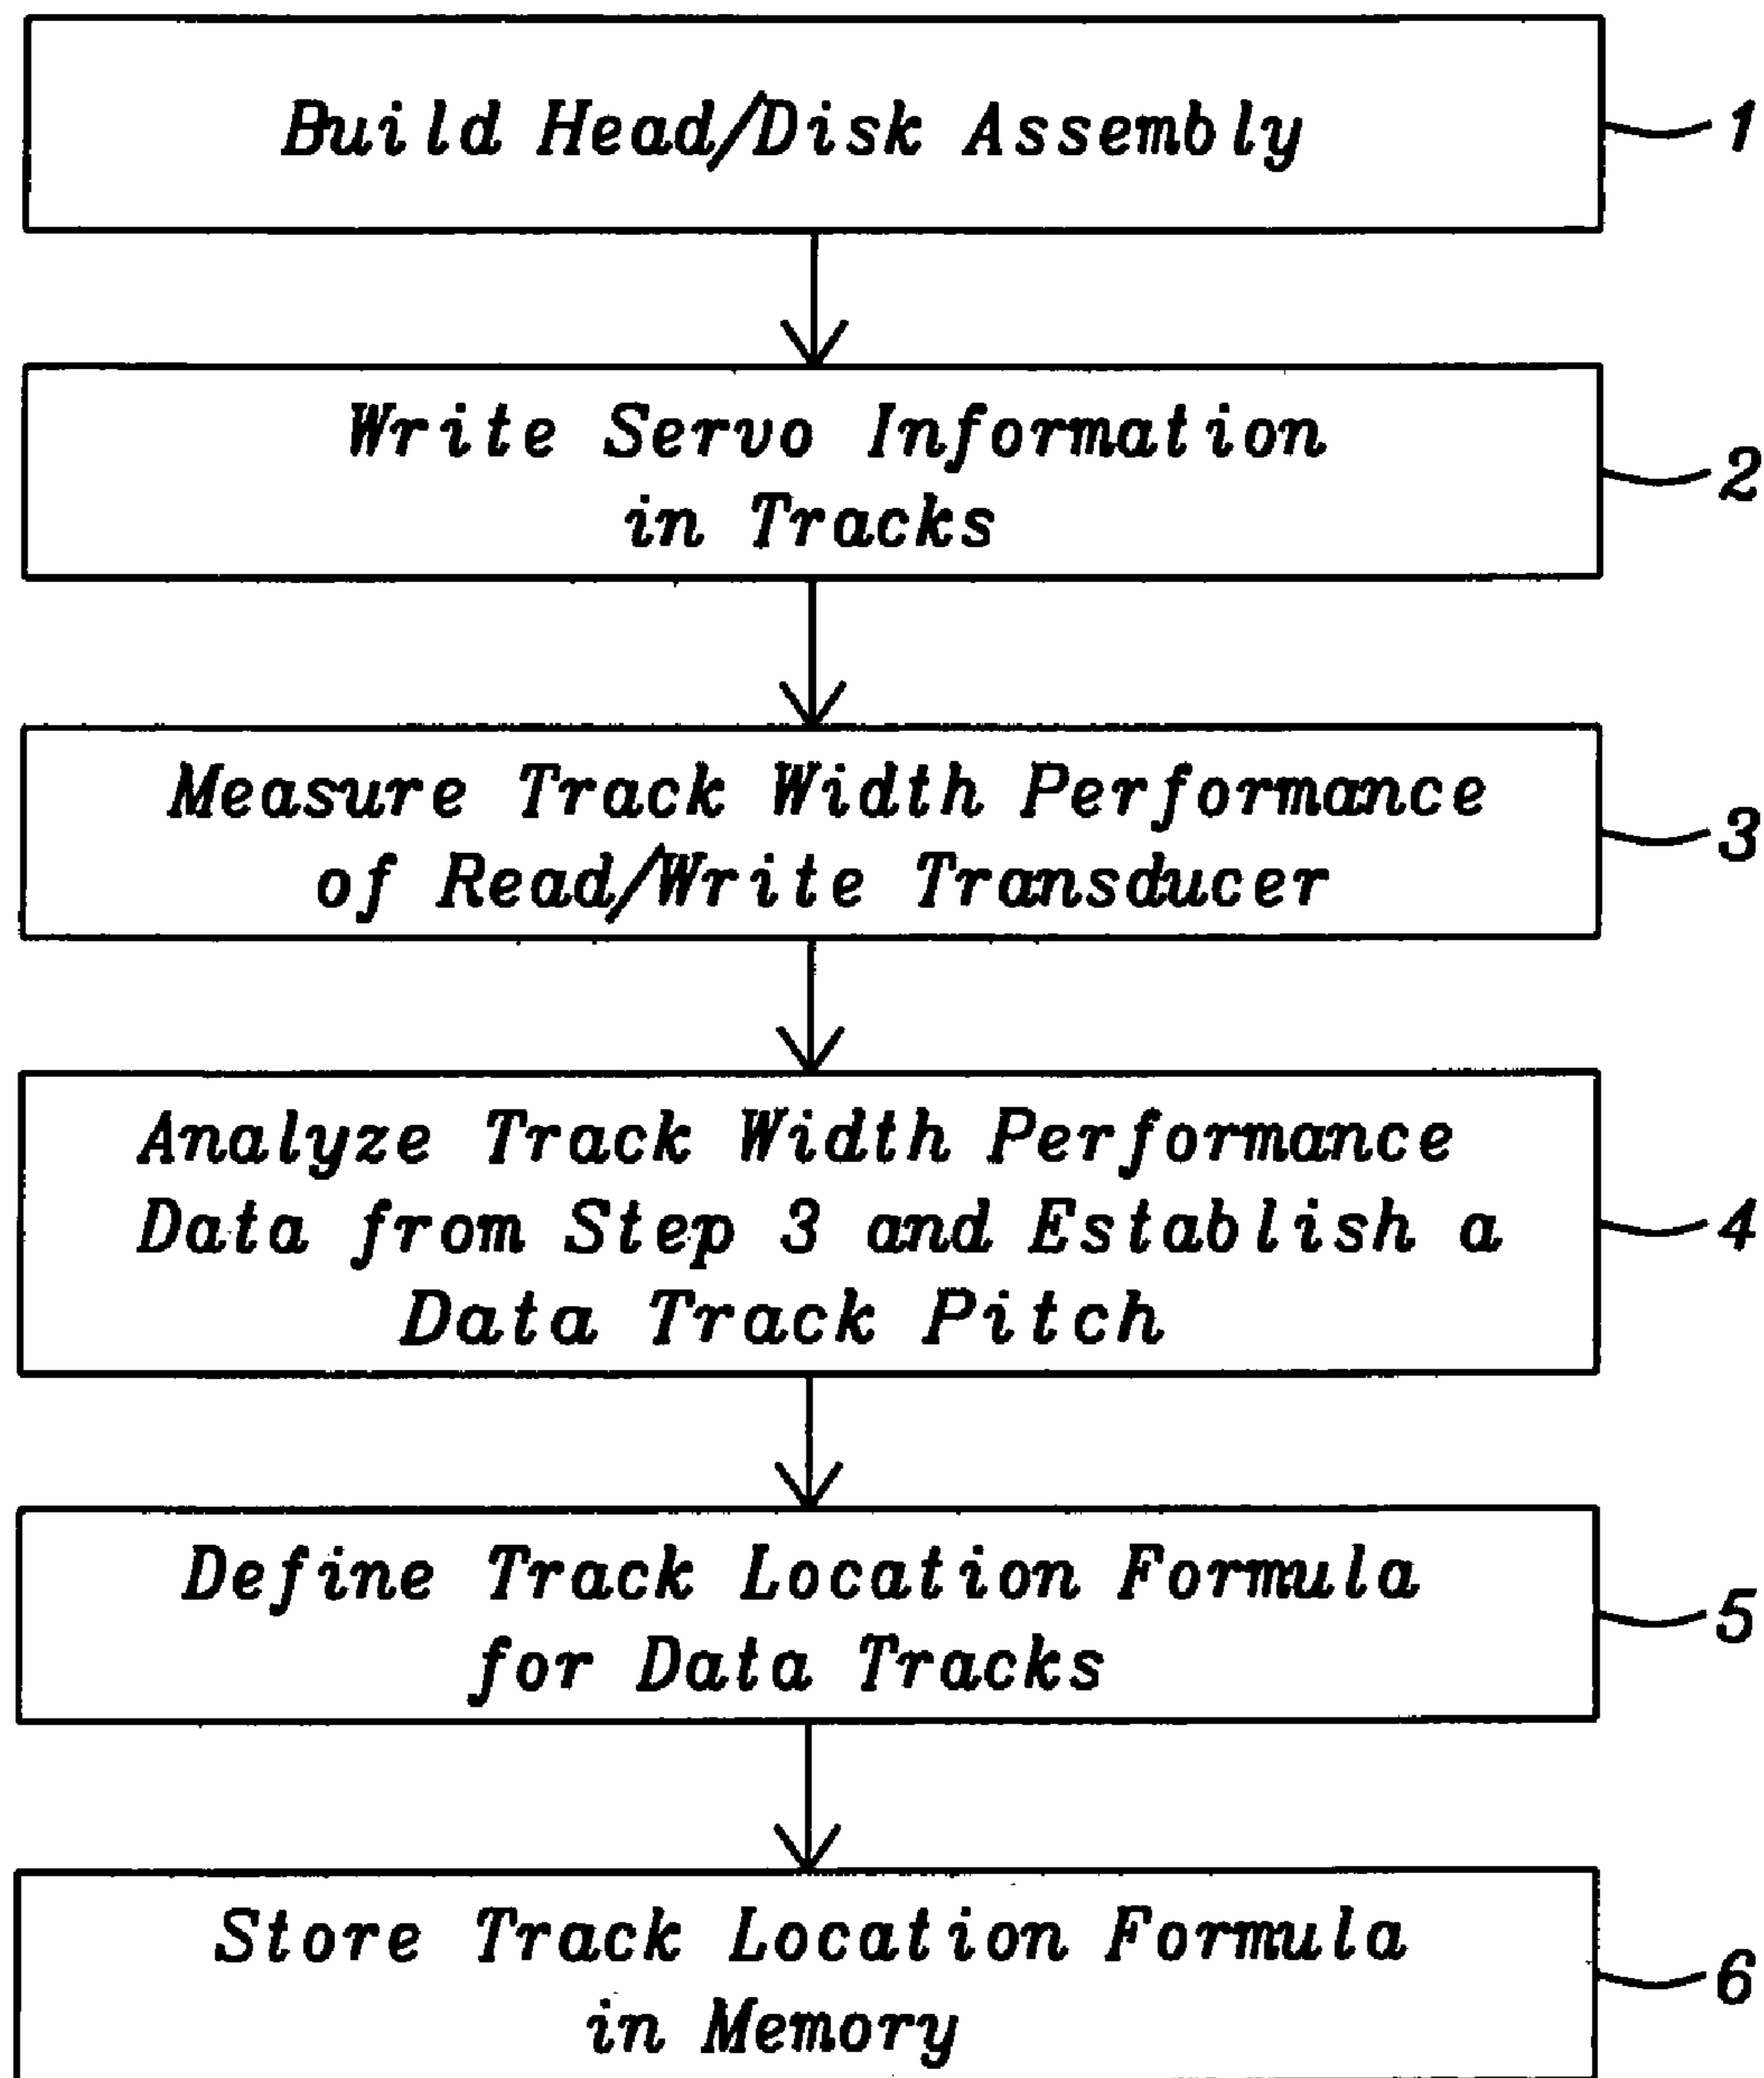 Build Head/Disk Assembly
1
Write Servo Information
in Tracks
2
Measure Track Width Performance
of Read/Write Transducer
3
Analyze Track Width Performance
Data from Step 3 and Establish a
Data Track Pitch
4
Define Track Location Formula
for Data Tracks
5
Store Track Location Formula
in Memory
6